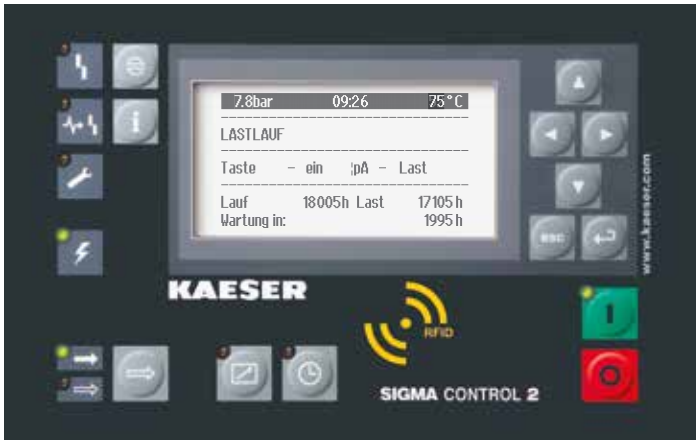 7.8bar 09:26 75°C
LASTLAUF
Taste - ein ¦pA - Last
Lauf 18005h Last 17105h
Wartung in: 1995h
esc
www.kaeser.com
KAESER
RFID
I
SIGMA CONTROL 2